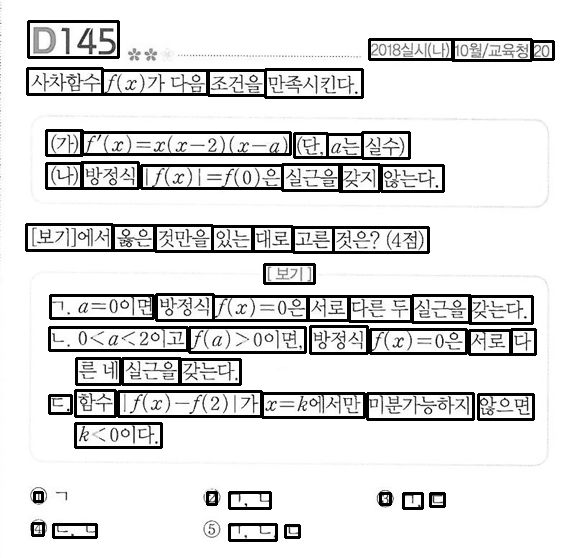 D145
2018실시(나) 10월/교육청 20
사차함수 f(x)가 다음 조건을 만족시킨다.
(가) f′(x)=x(x-2)(x-a) (단, a는 실수)
(나) 방정식 |f(x)|=f(0)은 실근을 갖지 않는다.
[보기]에서 옳은 것만을 있는 대로 고른 것은? (4점)
[보기]
ㄱ. a=0이면 방정식 f(x)=0은 서로 다른 두 실근을 갖는다.
ㄴ. 0<a<2이고 f(a)>0이면, 방정식 f(x)=0은 서로 다
른 네 실근을 갖는다.
ㄷ. 함수 |f(x)-f(2)|가 x=k에서만 미분가능하지 않으면
k<0이다.
① ㄱ ② ㄱ, ㄴ ③ ㄱ, ㄷ
④ ㄴ, ㄷ ⑤ ㄱ, ㄴ, ㄷ